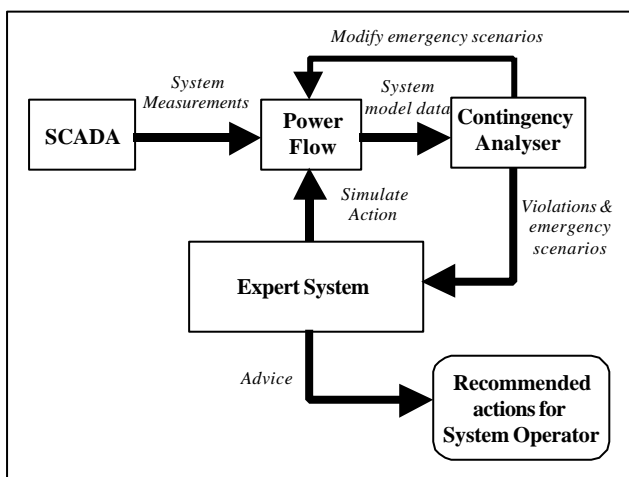 Modify emergency scenarios
System
Measurements
System
model data
SCADA
Power
Flow
Contingency
Analyser
Simulate
Action
Violations &
emergency
scenarios
Expert System
Advice
Recommended
actions for
System Operator